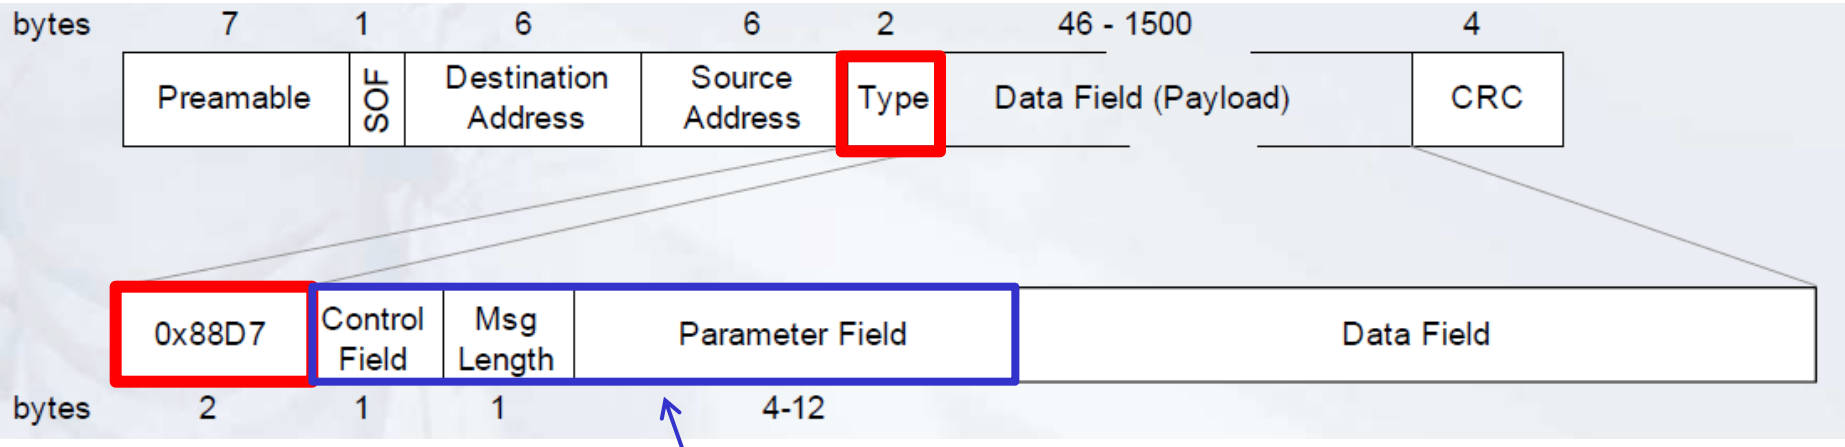 bytes 7 1 6 6 2 46 - 1500 4
Preamable SOF Destination Address Source Address Type Data Field (Payload) CRC
0x88D7 Control Field Msg Length Parameter Field Data Field
bytes 2 1 1 4-12